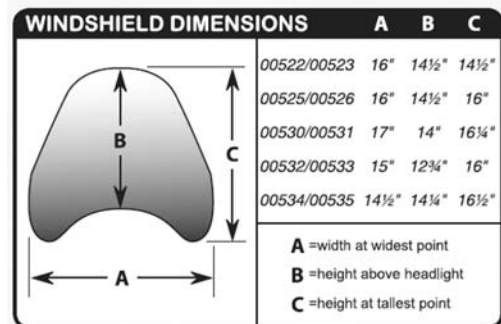 WINDSHIELD DIMENSIONS A B C
00522/00523 16" 14½" 14½"
00525/00526 16" 14½" 16"
00530/00531 17" 14" 16¼"
00532/00533 15" 12¾" 16"
00534/00535 14½" 14¼" 16½"
B
C
A
A =width at widest point
B =height above headlight
C =height at tallest point